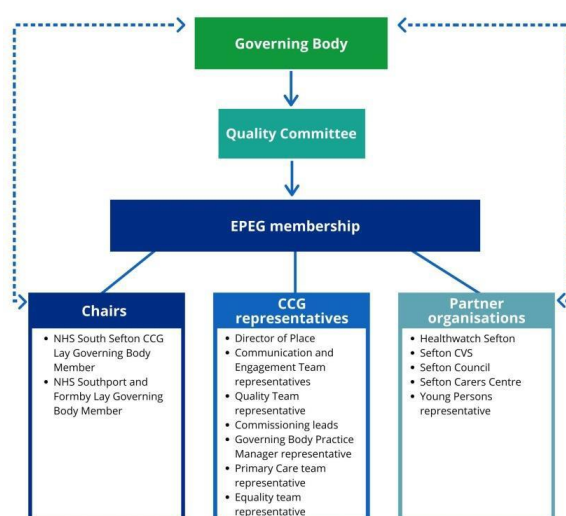 Governing Body
Quality Committee
EPEG membership
Chairs
• NHS South Sefton CCG
Lay Governing Body
Member
• NHS Southport and
Formby Lay Governing
Body Member
CCG
representatives
• Director of Place
• Communication and
Engagement Team
representatives
• Quality Team
representative
• Commissioning leads
• Governing Body Practice
Manager representative
• Primary Care team
representative
• Equality team
representative
Partner
organisations
• Healthwatch Sefton
• Sefton CVS
• Sefton Council
• Sefton Carers Centre
• Young Persons
representative